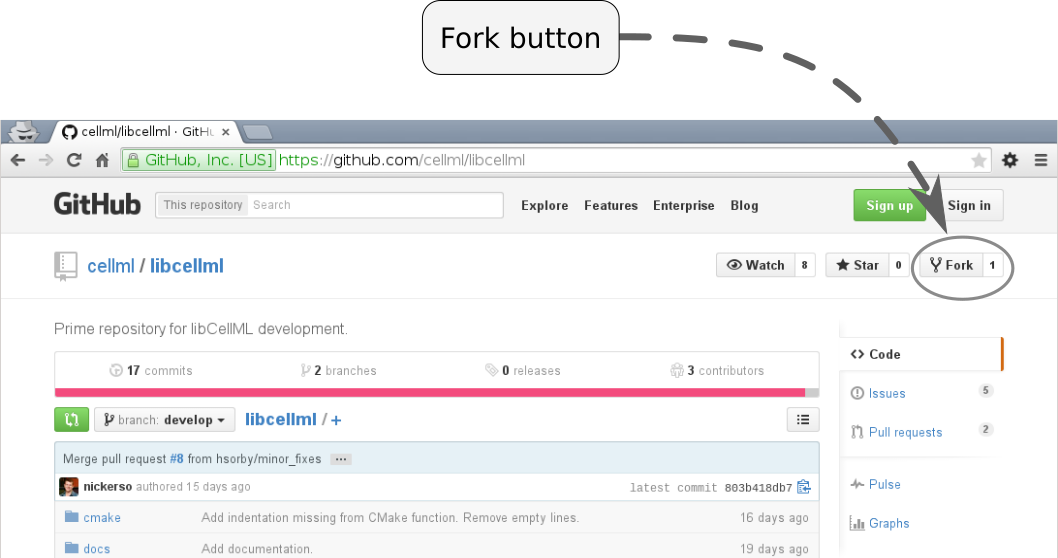 Fork button
cellml/libcellml · GitHu ×
GitHub, Inc. [US] https://github.com/cellml/libcellml
GitHub This repository Search Explore Features Enterprise Blog Sign up Sign in
cellml / libcellml Watch 8 Star 0 Fork 1
Prime repository for libCellML development.
17 commits 2 branches 0 releases 3 contributors
branch: develop libcellml / +
Merge pull request #8 from hsorby/minor_fixes ...
nickerso authored 15 days ago latest commit 803b418db7
cmake Add indentation missing from CMake function. Remove empty lines. 16 days ago
docs Add documentation. 19 days ago
<> Code
Issues 5
Pull requests 2
Pulse
Graphs